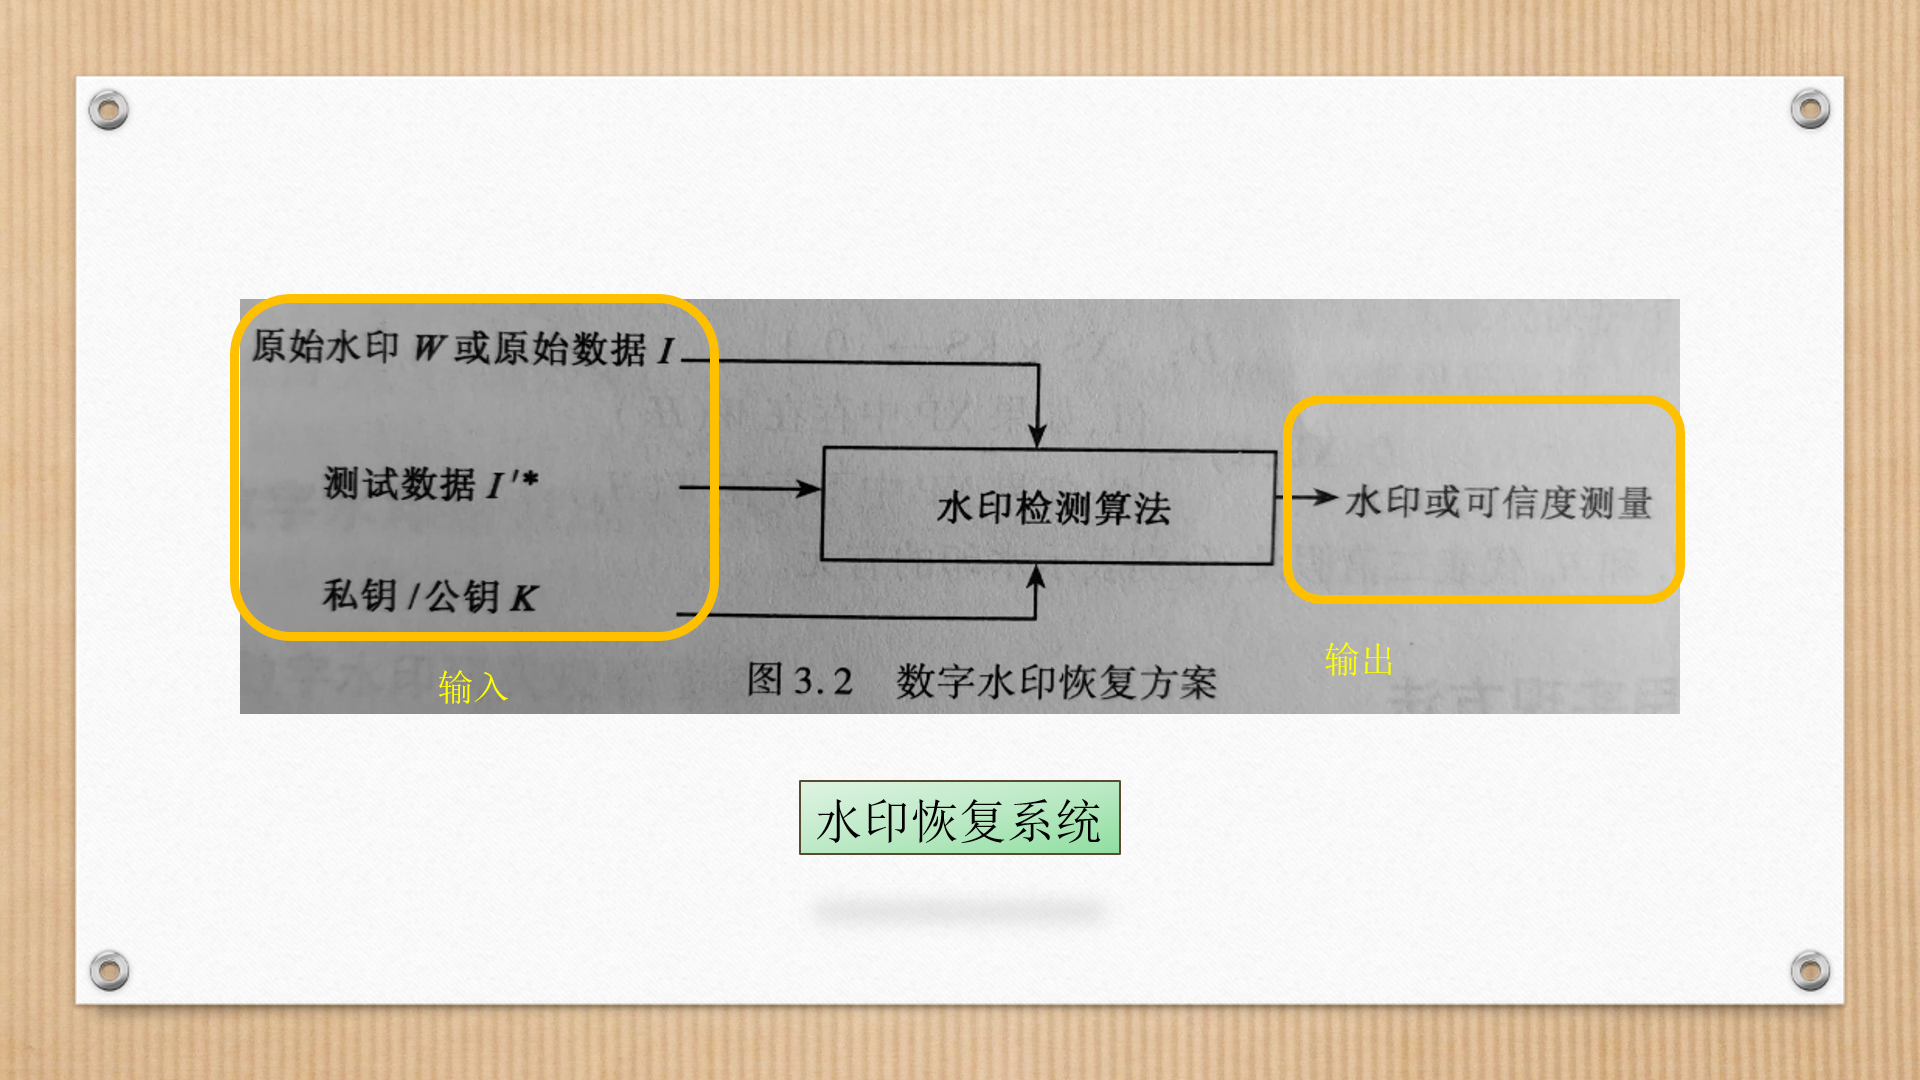 原始水印 W 或原始数据 I
测试数据 I′*
私钥/公钥 K
水印检测算法
水印或可信度测量
输入
输出
图 3.2 数字水印恢复方案
水印恢复系统